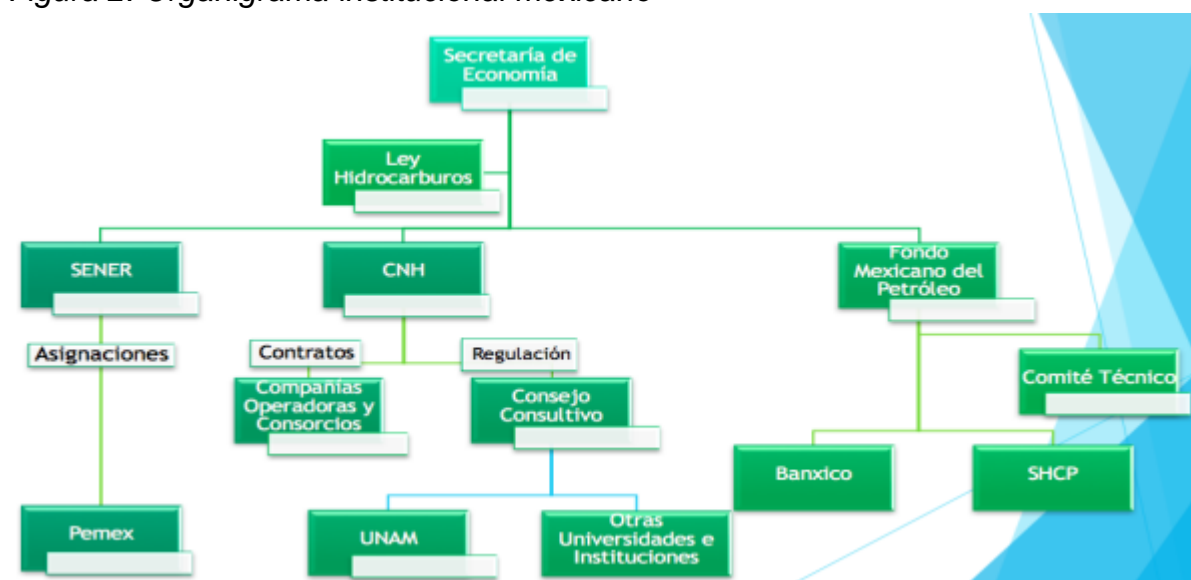 Figura 2. Organigrama institucional mexicano
Secretaría de
Economía
Ley
Hidrocarburos
SENER
CNH
Fondo
Mexicano del
Petróleo
Asignaciones
Contratos
Regulación
Comité Técnico
Compañías
Operadoras y
Consorcios
Consejo
Consultivo
Banxico
SHCP
Pemex
UNAM
Otras
Universidades e
Instituciones